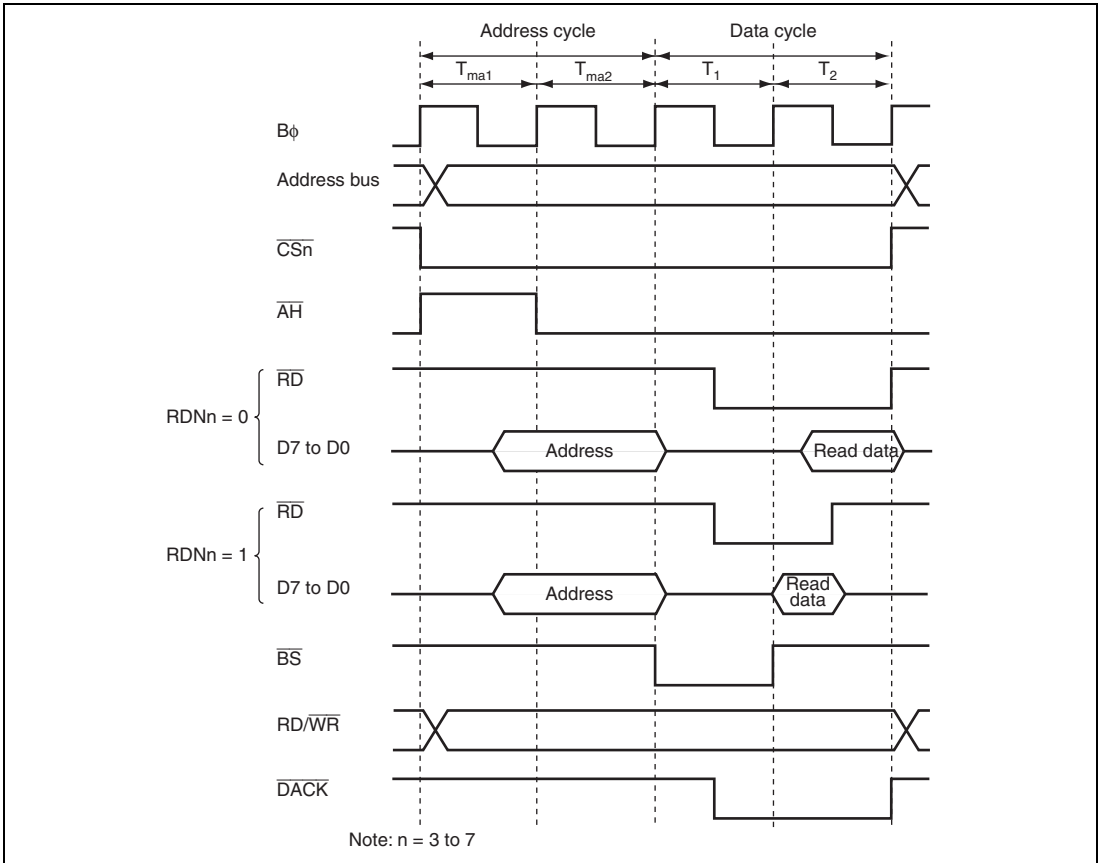 Address cycle Data cycle
Tma1 Tma2 T1 T2
Bϕ
Address bus
CSn
AH
RD
RDNn = 0
D7 to D0 Address Read data
RD
RDNn = 1
D7 to D0 Address Read data
BS
RD/WR
DACK
Note: n = 3 to 7